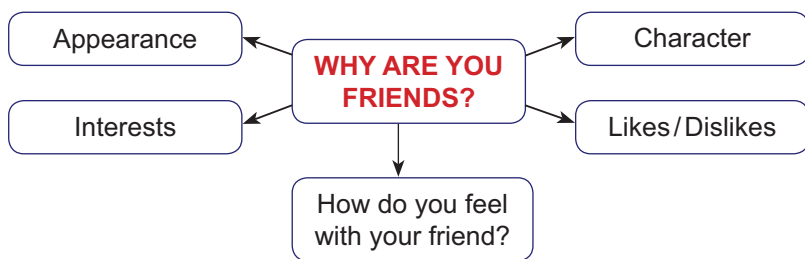 Appearance
WHY ARE YOU
FRIENDS?
Character
Interests
Likes/Dislikes
How do you feel
with your friend?